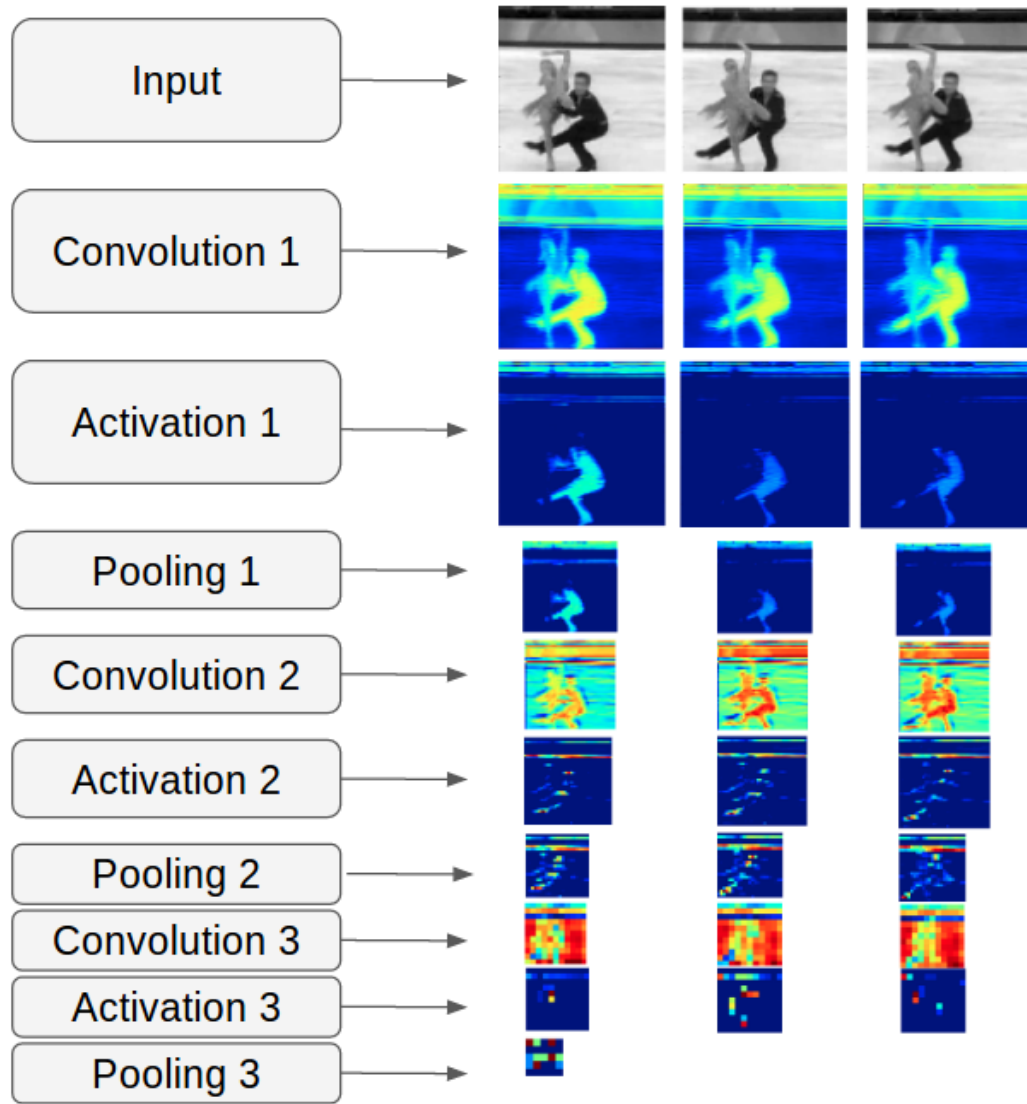 Input
Convolution 1
Activation 1
Pooling 1
Convolution 2
Activation 2
Pooling 2
Convolution 3
Activation 3
Pooling 3